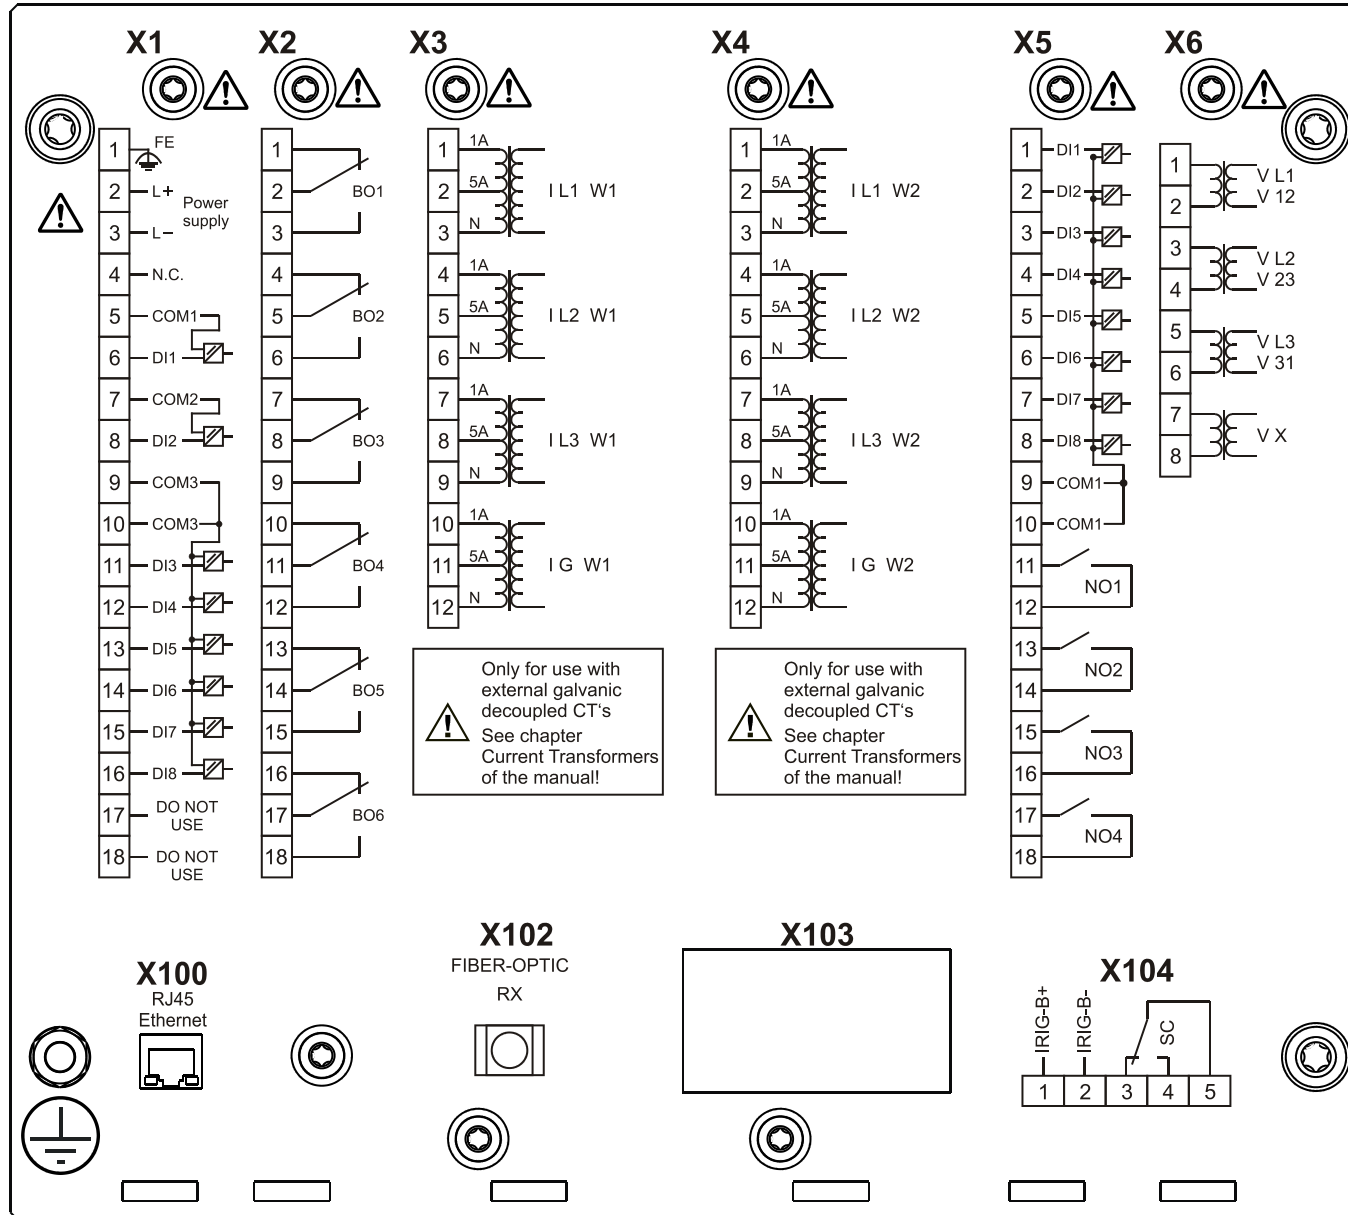 X1
X2
X3
X4
X5
X6
1 FE
2 L+
Power
supply
3 L−
4 N.C.
5 COM1
6 DI1
7 COM2
8 DI2
9 COM3
10 COM3
11 DI3
12 DI4
13 DI5
14 DI6
15 DI7
16 DI8
17 DO NOT
USE
18 DO NOT
USE
1
2 BO1
3
4
5 BO2
6
7
8 BO3
9
10
11 BO4
12
13
14 BO5
15
16
17 BO6
18
1 1A
2 5A I L1 W1
3 N
4 1A
5 5A I L2 W1
6 N
7 1A
8 5A I L3 W1
9 N
10 1A
11 5A I G W1
12 N
Only for use with
external galvanic
decoupled CT‘s
See chapter
Current Transformers
of the manual!
1 1A
2 5A I L1 W2
3 N
4 1A
5 5A I L2 W2
6 N
7 1A
8 5A I L3 W2
9 N
10 1A
11 5A I G W2
12 N
Only for use with
external galvanic
decoupled CT‘s
See chapter
Current Transformers
of the manual!
1 DI1
2 DI2
3 DI3
4 DI4
5 DI5
6 DI6
7 DI7
8 DI8
9 COM1
10 COM1
11
NO1
12
13
NO2
14
15
NO3
16
17
NO4
18
1 V L1
2 V 12
3 V L2
4 V 23
5 V L3
6 V 31
7
V X
8
X100
RJ45
Ethernet
X102
FIBER-OPTIC
RX
X103
X104
IRIG-B+
IRIG-B-
SC
1 2 3 4 5